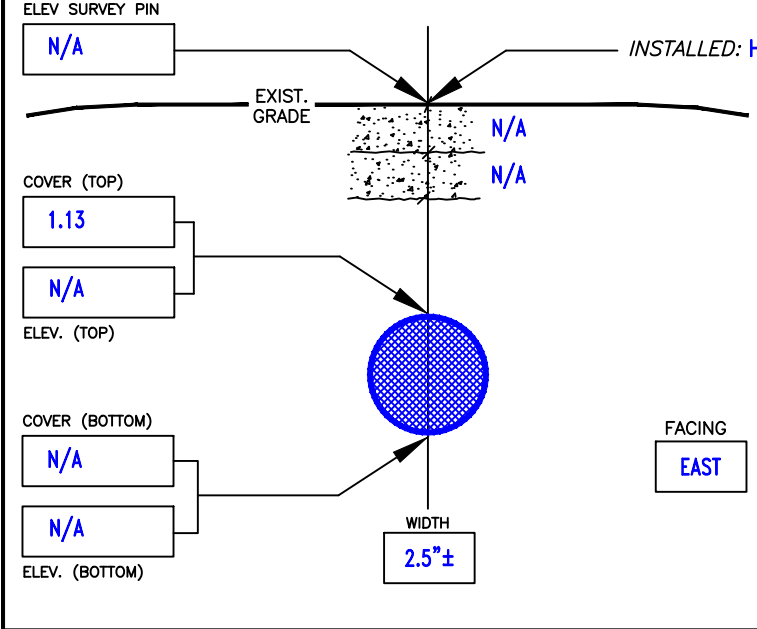 ELEV SURVEY PIN
N/A
INSTALLED:
EXIST.
GRADE
N/A
N/A
COVER (TOP)
1.13
N/A
ELEV. (TOP)
COVER (BOTTOM)
N/A
N/A
ELEV. (BOTTOM)
FACING
EAST
WIDTH
2.5"±